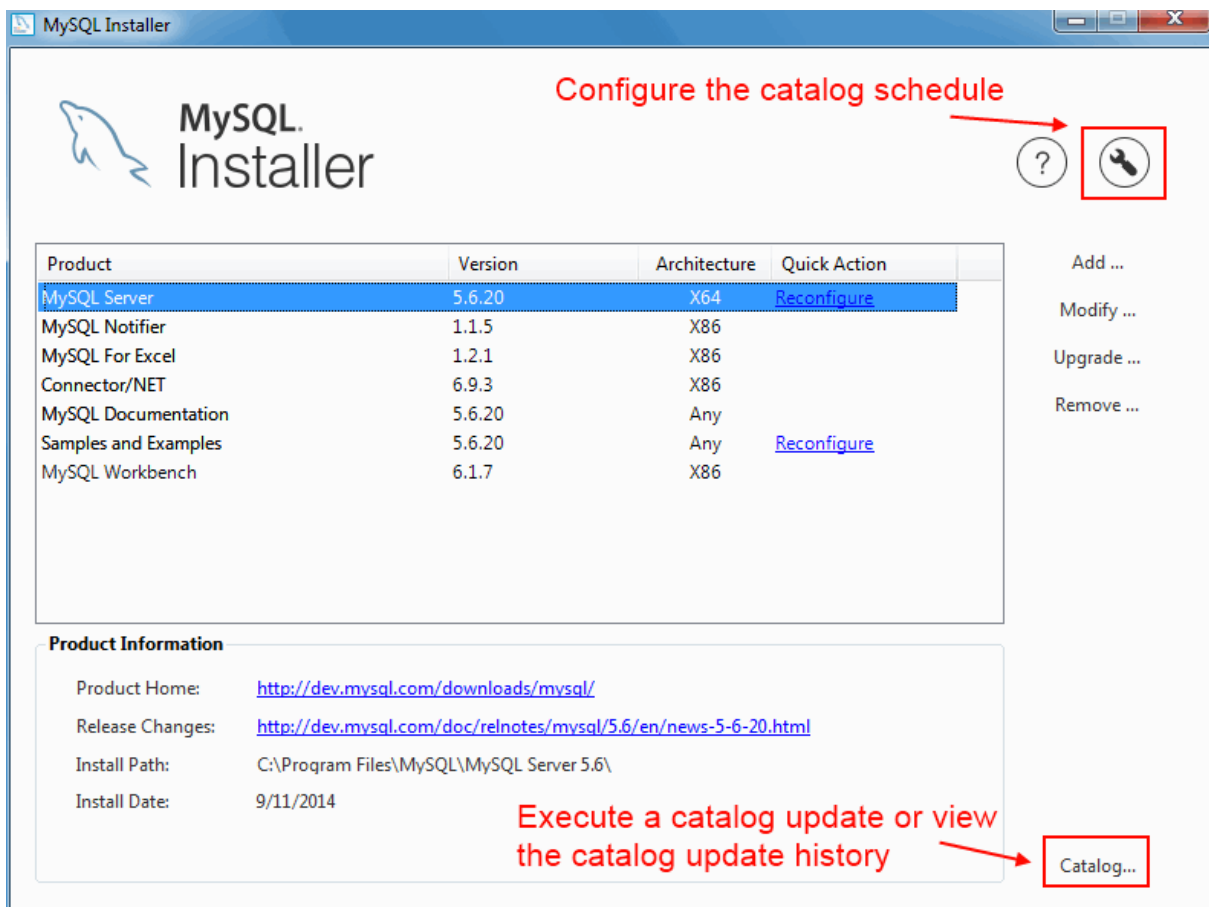 MySQL Installer
Configure the catalog schedule
MySQL.
Installer
?
Product Version Architecture Quick Action
MySQL Server 5.6.20 X64 Reconfigure
MySQL Notifier 1.1.5 X86
MySQL For Excel 1.2.1 X86
Connector/NET 6.9.3 X86
MySQL Documentation 5.6.20 Any
Samples and Examples 5.6.20 Any Reconfigure
MySQL Workbench 6.1.7 X86
Add ...
Modify ...
Upgrade ...
Remove ...
Product Information
Product Home: http://dev.mysql.com/downloads/mysql/
Release Changes: http://dev.mysql.com/doc/relnotes/mysql/5.6/en/news-5-6-20.html
Install Path: C:\Program Files\MySQL\MySQL Server 5.6\
Install Date: 9/11/2014
Execute a catalog update or view
the catalog update history
Catalog...